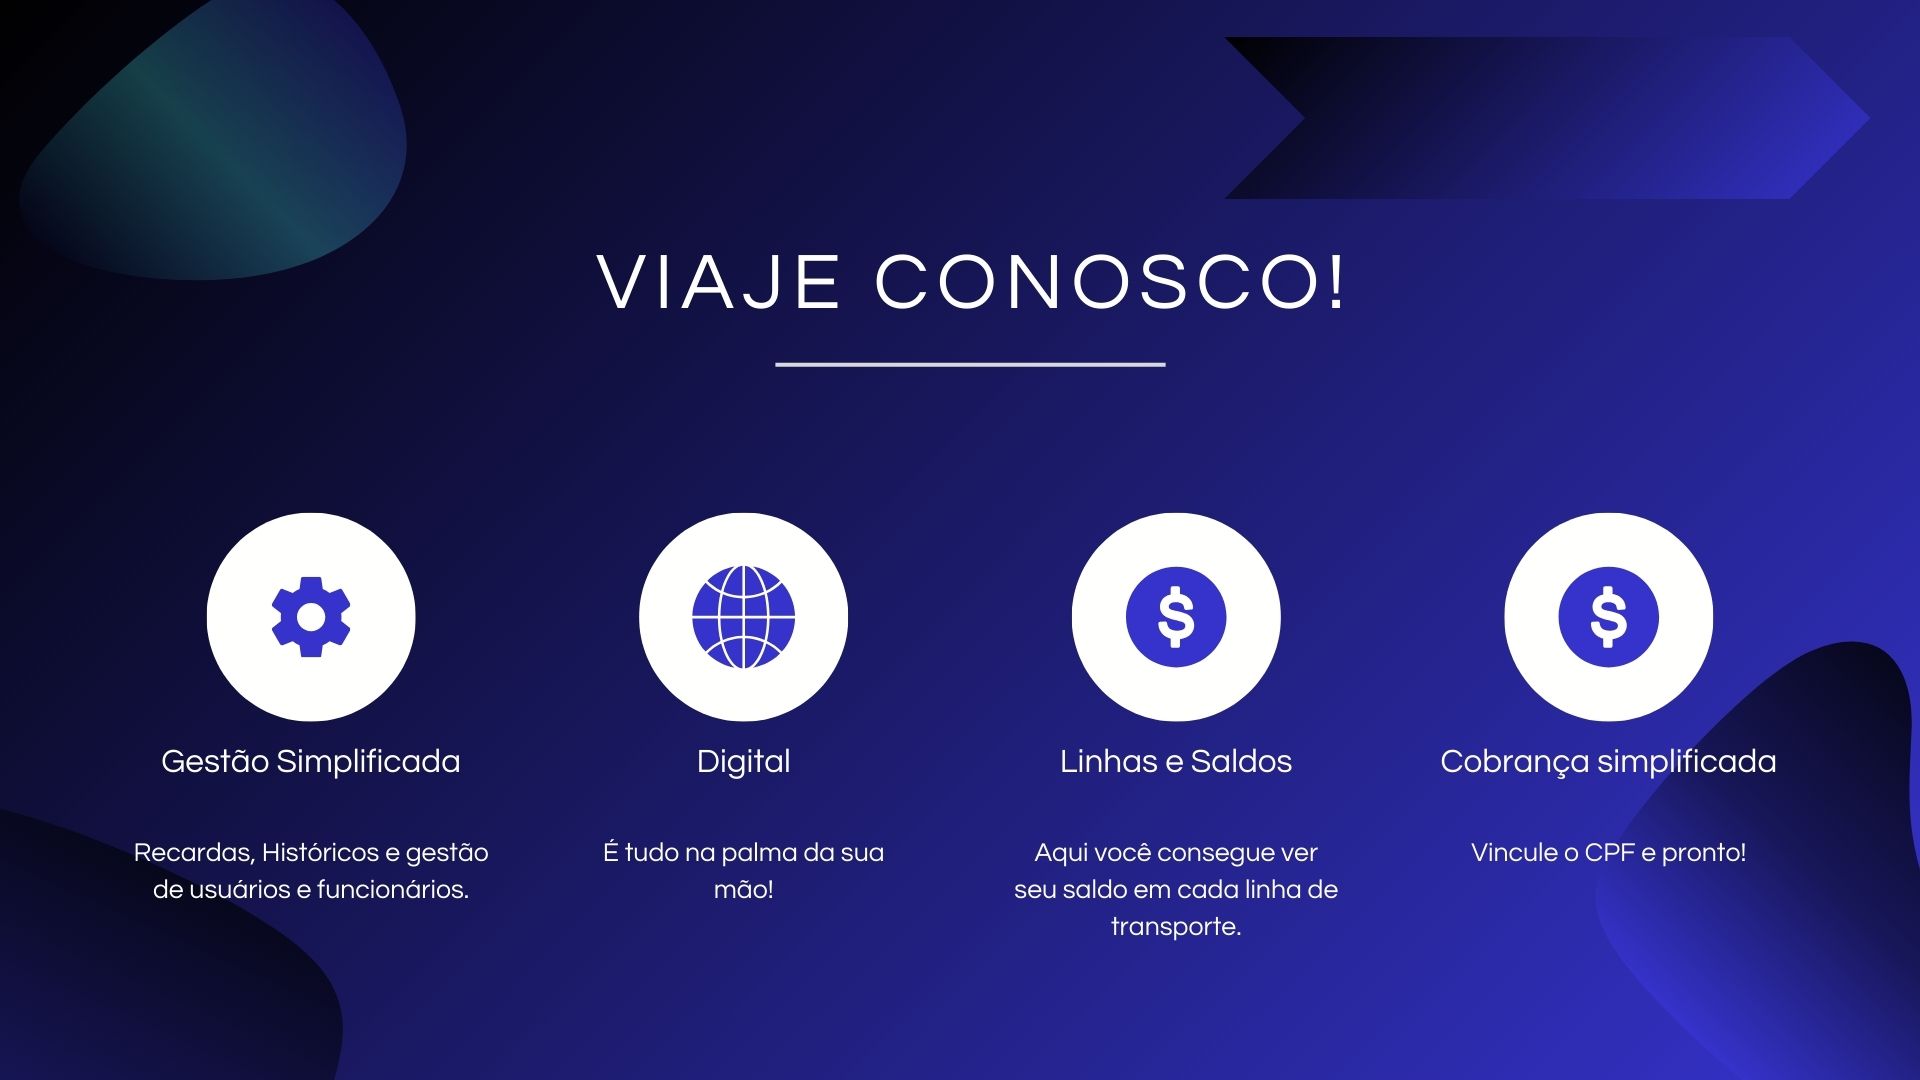 VIAJE CONOSCO!
Gestão Simplificada
Recardas, Históricos e gestão
de usuários e funcionários.
Digital
É tudo na palma da sua
mão!
Linhas e Saldos
Aqui você consegue ver
seu saldo em cada linha de
transporte.
Cobrança simplificada
Vincule o CPF e pronto!